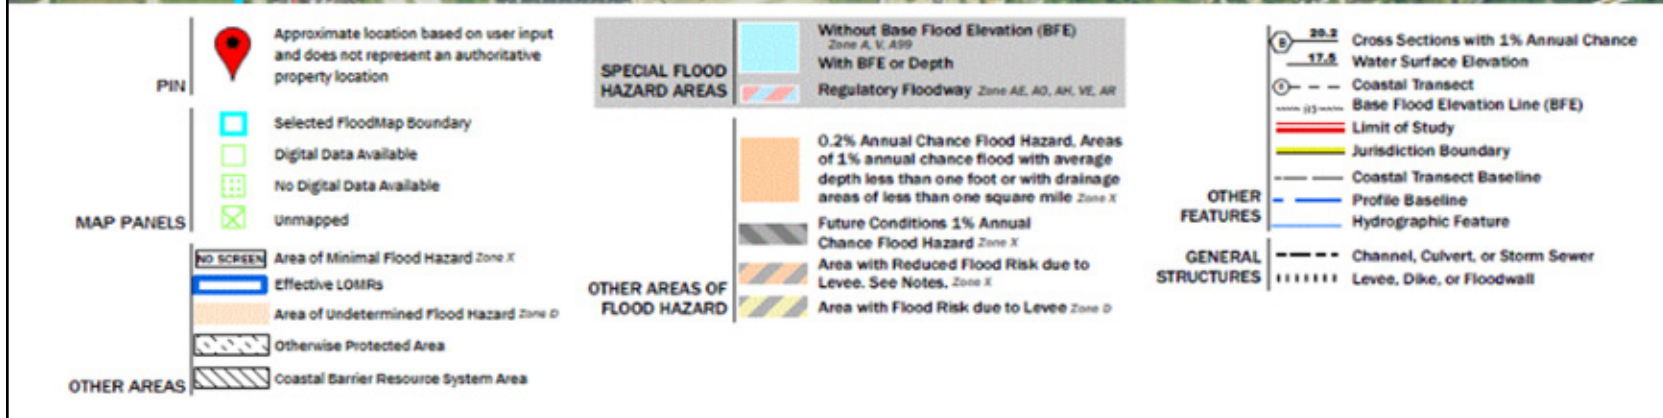 Approximate location based on user input
and does not represent an authoritative
property location
PIN
Selected FloodMap Boundary
Digital Data Available
No Digital Data Available
Unmapped
MAP PANELS
NO SCREEN Area of Minimal Flood Hazard Zone X
Effective LOMRs
Area of Undetermined Flood Hazard Zone D
Otherwise Protected Area
Coastal Barrier Resource System Area
OTHER AREAS
Without Base Flood Elevation (BFE)
Zone A, V, A99
With BFE or Depth
Regulatory Floodway Zone AE, AO, AH, VE, AR
SPECIAL FLOOD
HAZARD AREAS
0.2% Annual Chance Flood Hazard, Areas
of 1% annual chance flood with average
depth less than one foot or with drainage
areas of less than one square mile Zone X
Future Conditions 1% Annual
Chance Flood Hazard Zone X
Area with Reduced Flood Risk due to
Levee. See Notes. Zone X
Area with Flood Risk due to Levee Zone D
OTHER AREAS OF
FLOOD HAZARD
B 20.2 Cross Sections with 1% Annual Chance
17.5 Water Surface Elevation
Coastal Transect
Base Flood Elevation Line (BFE)
Limit of Study
Jurisdiction Boundary
Coastal Transect Baseline
Profile Baseline
Hydrographic Feature
OTHER
FEATURES
Channel, Culvert, or Storm Sewer
Levee, Dike, or Floodwall
GENERAL
STRUCTURES